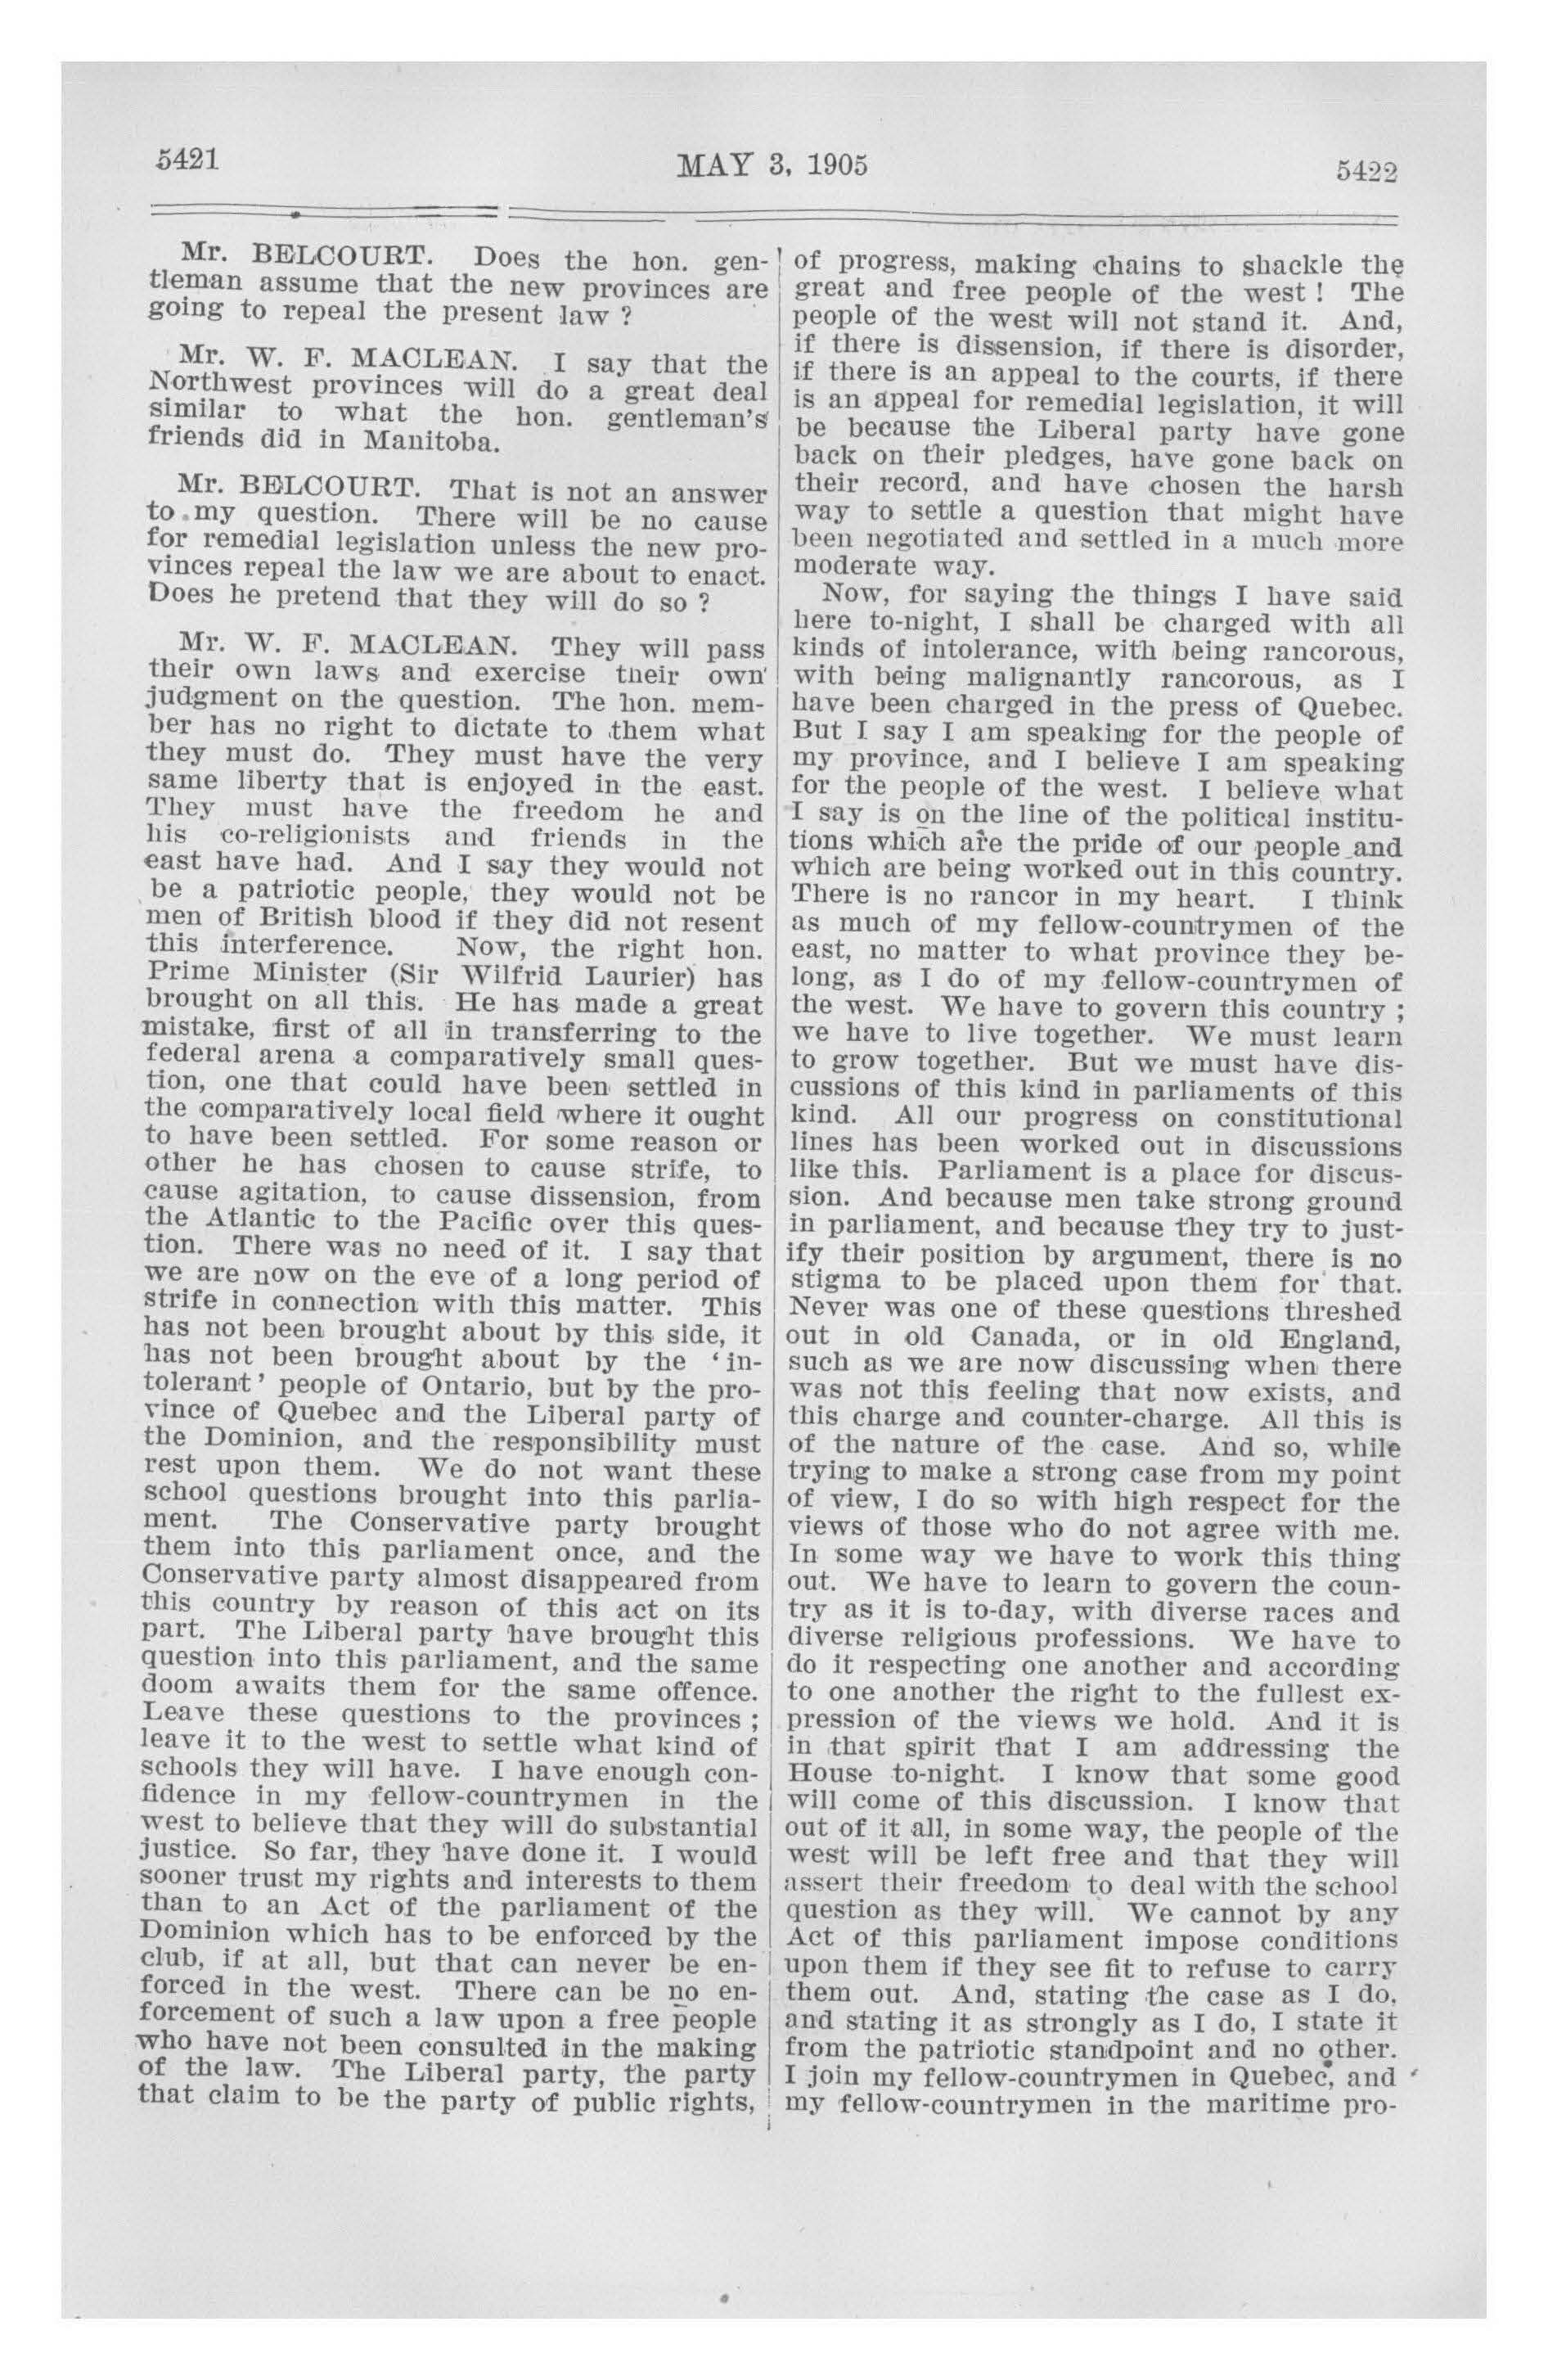 5421
MAY 3, 1905
5422
Mr. BELCOURT. Does the hon. gen-
tleman assume that the new provinces are
going to repeal the present law ?
Mr. W. F. MACLEAN. I say that the
Northwest provinces will do a great deal
similar to what the hon. gentleman's
friends did in Manitoba.
Mr. BELCOURT. That is not an answer
to my question. There will be no cause
for remedial legislation unless the new pro-
vinces repeal the law we are about to enact.
Does he pretend that they will do so ?
Mr. W. F. MACLEAN. They will pass
their own laws and exercise their own
judgment on the question. The hon. mem-
ber has no right to dictate to them what
they must do. They must have the very
same liberty that is enjoyed in the east.
They must have the freedom he and
his co-religionists and friends in the
east have had. And I say they would not
be a patriotic people, they would not be
men of British blood if they did not resent
this interference. Now, the right hon.
Prime Minister (Sir Wilfrid Laurier) has
brought on all this. He has made a great
mistake, first of all in transferring to the
federal arena a comparatively small ques-
tion, one that could have been settled in
the comparatively local field where it ought
to have been settled. For some reason or
other he has chosen to cause strife, to
cause agitation, to cause dissension, from
the Atlantic to the Pacific over this ques-
tion. There was no need of it. I say that
we are now on the eve of a long period of
strife in connection with this matter. This
has not been brought about by this side, it
has not been brought about by the ‘ in-
tolerant ’ people of Ontario, but by the pro-
vince of Quebec and the Liberal party of
the Dominion, and the responsibility must
rest upon them. We do not want these
school questions brought into this parlia-
ment. The Conservative party brought
them into this parliament once, and the
Conservative party almost disappeared from
this country by reason of this act on its
part. The Liberal party have brought this
question into this parliament, and the same
doom awaits them for the same offence.
Leave these questions to the provinces ;
leave it to the west to settle what kind of
schools they will have. I have enough con-
fidence in my fellow-countrymen in the
west to believe that they will do substantial
justice. So far, they have done it. I would
sooner trust my rights and interests to them
than to an Act of the parliament of the
Dominion which has to be enforced by the
club, if at all, but that can never be en-
forced in the west. There can be no en-
forcement of such a law upon a free people
who have not been consulted in the making
of the law. The Liberal party, the party
that claim to be the party of public rights,
of progress, making chains to shackle the
great and free people of the west ! The
people of the west will not stand it. And,
if there is dissension, if there is disorder,
if there is an appeal to the courts, if there
is an appeal for remedial legislation, it will
be because the Liberal party have gone
back on their pledges, have gone back on
their record, and have chosen the harsh
way to settle a question that might have
been negotiated and settled in a much more
moderate way.
Now, for saying the things I have said
here to-night, I shall be charged with all
kinds of intolerance, with being rancorous,
with being malignantly rancorous, as I
have been charged in the press of Quebec.
But I say I am speaking for the people of
my province, and I believe I am speaking
for the people of the west. I believe what
I say is on the line of the political institu-
tions which are the pride of our people and
which are being worked out in this country.
There is no rancor in my heart. I think
as much of my fellow-countrymen of the
east, no matter to what province they be-
long, as I do of my fellow-countrymen of
the west. We have to govern this country ;
we have to live together. We must learn
to grow together. But we must have dis-
cussions of this kind in parliaments of this
kind. All our progress on constitutional
lines has been worked out in discussions
like this. Parliament is a place for discus-
sion. And because men take strong ground
in parliament, and because they try to just-
ify their position by argument, there is no
stigma to be placed upon them for that.
Never was one of these questions threshed
out in old Canada, or in old England,
such as we are now discussing when there
was not this feeling that now exists, and
this charge and counter-charge. All this is
of the nature of the case. And so, while
trying to make a strong case from my point
of view, I do so with high respect for the
views of those who do not agree with me.
In some way we have to work this thing
out. We have to learn to govern the coun-
try as it is to-day, with diverse races and
diverse religious professions. We have to
do it respecting one another and according
to one another the right to the fullest ex-
pression of the views we hold. And it is
in that spirit that I am addressing the
House to-night. I know that some good
will come of this discussion. I know that
out of it all, in some way, the people of the
west will be left free and that they will
assert their freedom to deal with the school
question as they will. We cannot by any
Act of this parliament impose conditions
upon them if they see fit to refuse to carry
them out. And, stating the case as I do,
and stating it as strongly as I do, I state it
from the patriotic standpoint and no other.
I join my fellow-countrymen in Quebec, and
my fellow-countrymen in the maritime pro-